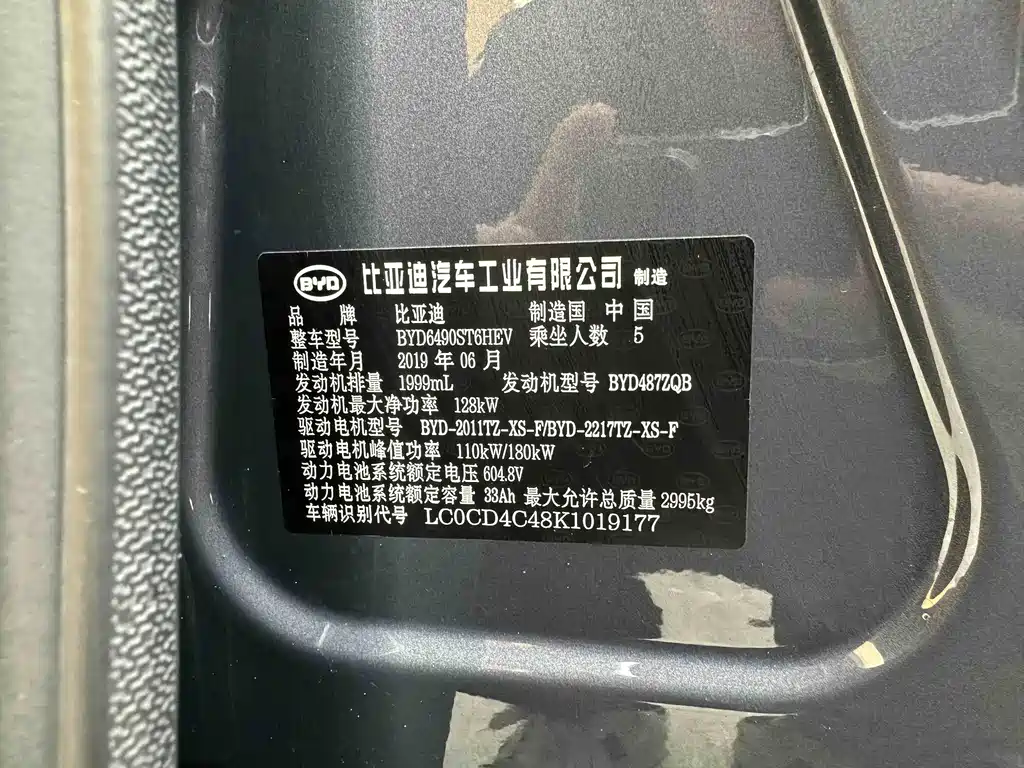 BYD 比亚迪汽车工业有限公司 制造
品 牌 比亚迪 制造国 中国
整车型号 BYD6490ST6HEV 乘坐人数 5
制造年月 2019 年 06 月
发动机排量 1999mL 发动机型号 BYD487ZQB
发动机最大净功率 128kW
驱动电机型号 BYD-2011TZ-XS-F/BYD-2217TZ-XS-F
驱动电机峰值功率 110kW/180kW
动力电池系统额定电压 604.8V
动力电池系统额定容量 33Ah 最大允许总质量 2995kg
车辆识别代号 LC0CD4C48K1019177